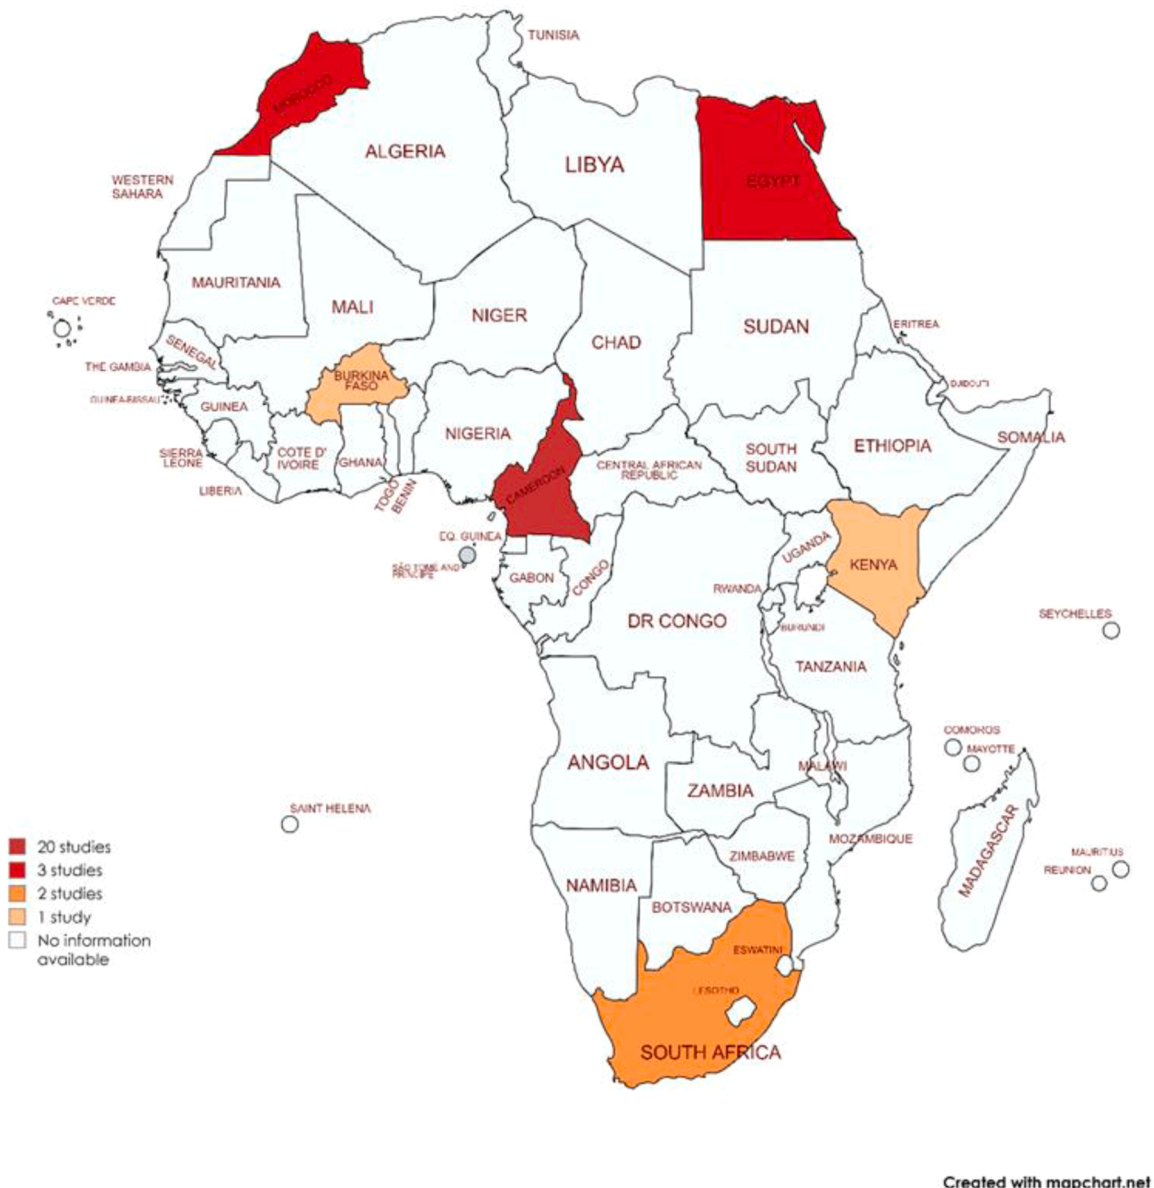 TUNISIA
MOROCCO
ALGERIA
LIBYA
EGYPT
WESTERN
SAHARA
MAURITANIA
MALI
NIGER
CHAD
SUDAN
ERITREA
CAPE VERDE
SENEGAL
THE GAMBIA
GUINEA-BISSAU
GUINEA
BURKINA
FASO
DJIBOUTI
SIERRA
LEONE
LIBERIA
COTE D'
IVOIRE
GHANA
TOGO
BENIN
NIGERIA
CAMEROON
CENTRAL AFRICAN
REPUBLIC
SOUTH
SUDAN
ETHIOPIA
SOMALIA
EQ. GUINEA
SÃO TOMÉ AND
PRINCIPE
GABON
CONGO
DR CONGO
UGANDA
KENYA
RWANDA
BURUNDI
TANZANIA
SEYCHELLES
COMOROS
MAYOTTE
ANGOLA
ZAMBIA
MALAWI
MOZAMBIQUE
MADAGASCAR
MAURITIUS
REUNION
SAINT HELENA
ZIMBABWE
NAMIBIA
BOTSWANA
ESWATINI
LESOTHO
SOUTH AFRICA
20 studies
3 studies
2 studies
1 study
No information
available
Created with mapchart.net